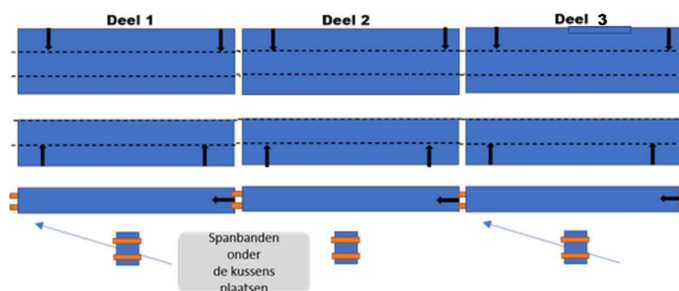 Deel 1
Deel 2
Deel 3
Spanbanden
onder
de kussens
plaatsen